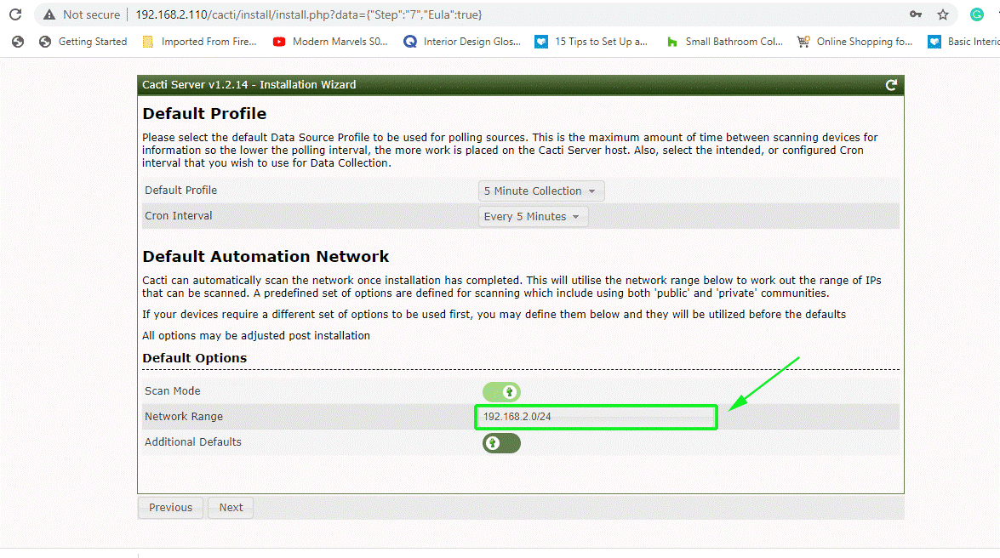 Not secure | 192.168.2.110/cacti/install/install.php?data={"Step":"7","Eula":true}
Getting Started Imported From Fire... Modern Marvels S0... Interior Design Glos... 15 Tips to Set Up a... Small Bathroom Col... Online Shopping fo... Basic Interio
Cacti Server v1.2.14 - Installation Wizard
Default Profile
Please select the default Data Source Profile to be used for polling sources. This is the maximum amount of time between scanning devices for
information so the lower the polling interval, the more work is placed on the Cacti Server host. Also, select the intended, or configured Cron
interval that you wish to use for Data Collection.
Default Profile 5 Minute Collection
Cron Interval Every 5 Minutes
Default Automation Network
Cacti can automatically scan the network once installation has completed. This will utilise the network range below to work out the range of IPs
that can be scanned. A predefined set of options are defined for scanning which include using both 'public' and 'private' communities.
If your devices require a different set of options to be used first, you may define them below and they will be utilized before the defaults
All options may be adjusted post installation
Default Options
Scan Mode
Network Range 192.168.2.0/24
Additional Defaults
Previous Next